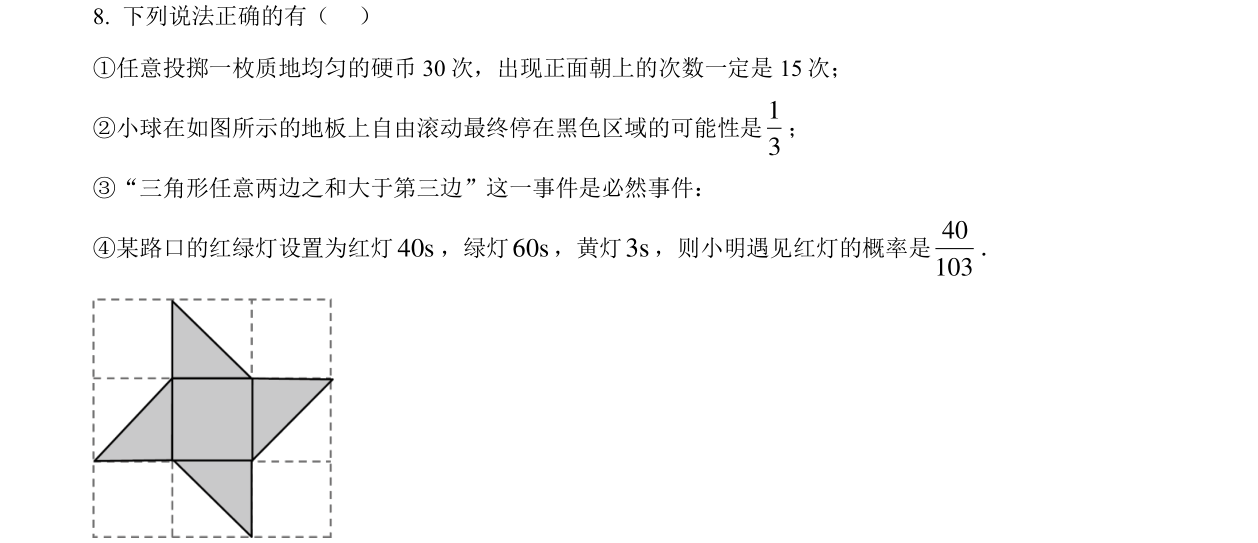 8. 下列说法正确的有（  ）
①任意投掷一枚质地均匀的硬币 30 次，出现正面朝上的次数一定是 15 次；
②小球在如图所示的地板上自由滚动最终停在黑色区域的可能性是 1/3；
③“三角形任意两边之和大于第三边”这一事件是必然事件：
④某路口的红绿灯设置为红灯 40s，绿灯 60s，黄灯 3s，则小明遇见红灯的概率是 40/103．